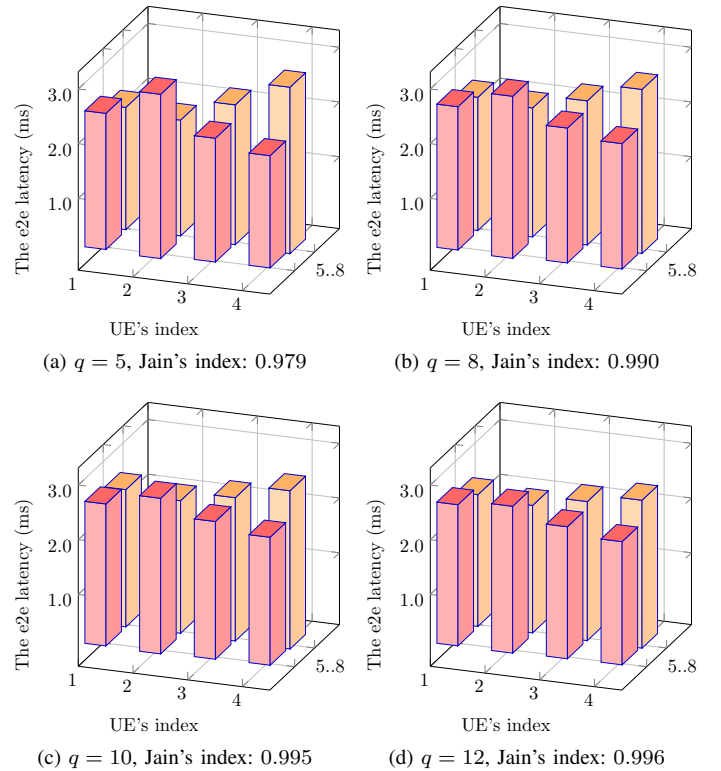 The e2e latency (ms)
3.0
2.0
1.0
1
2
3
4
5..8
UE's index
(a) q = 5, Jain's index: 0.979
The e2e latency (ms)
3.0
2.0
1.0
1
2
3
4
5..8
UE's index
(b) q = 8, Jain's index: 0.990
The e2e latency (ms)
3.0
2.0
1.0
1
2
3
4
5..8
UE's index
(c) q = 10, Jain's index: 0.995
The e2e latency (ms)
3.0
2.0
1.0
1
2
3
4
5..8
UE's index
(d) q = 12, Jain's index: 0.996